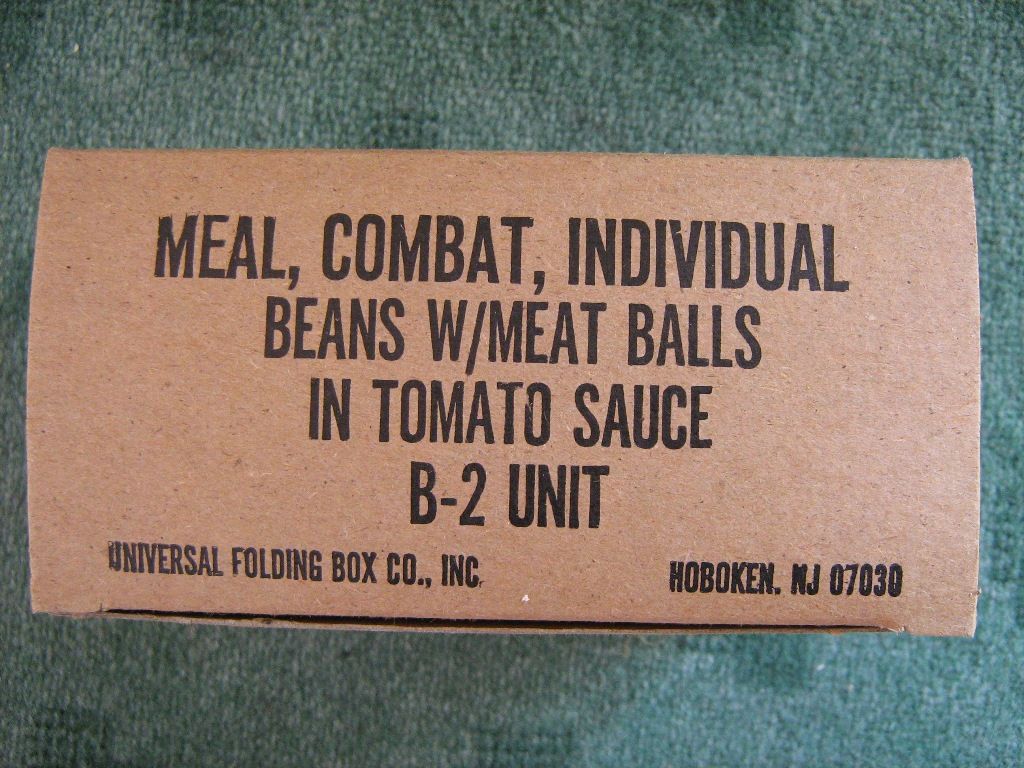 MEAL, COMBAT, INDIVIDUAL
BEANS W/MEAT BALLS
IN TOMATO SAUCE
B-2 UNIT
UNIVERSAL FOLDING BOX CO., INC.
HOBOKEN. NJ 07030